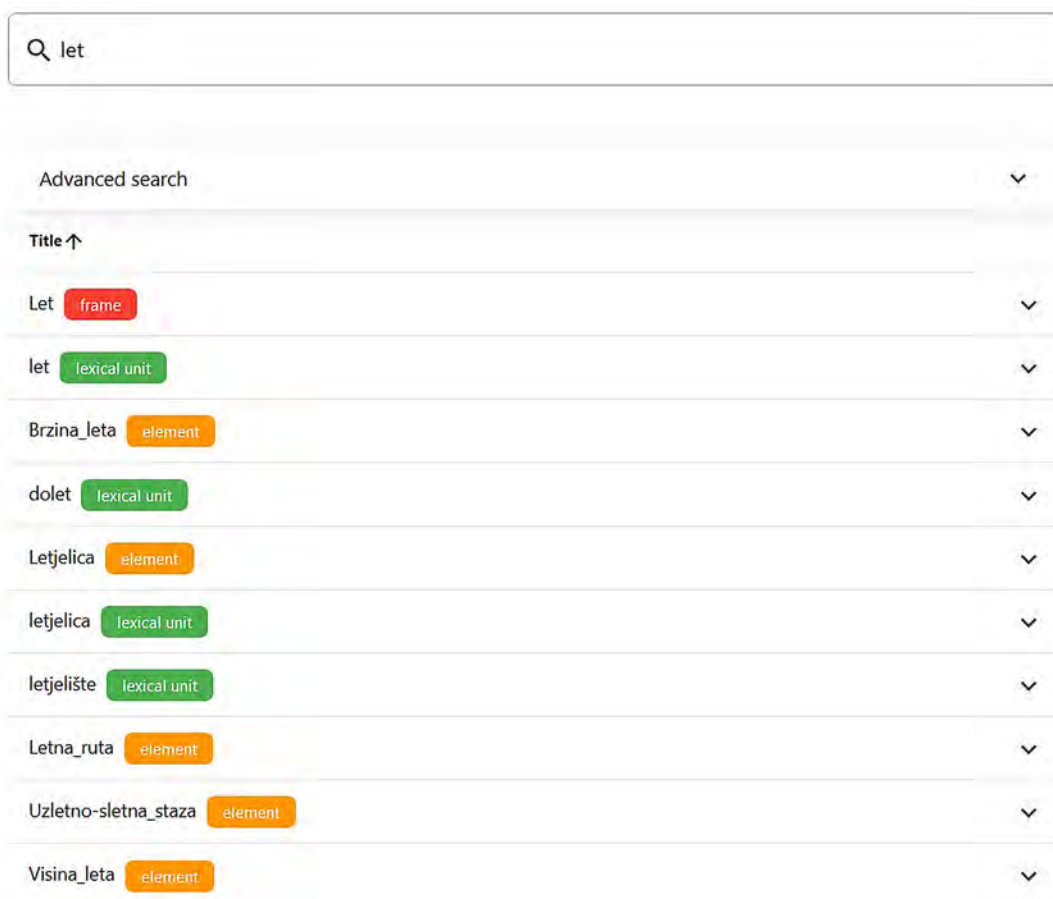 let
Advanced search
Title
Let frame
let lexical unit
Brzina_leta element
dolet lexical unit
Letjelica element
letjelica lexical unit
letjelište lexical unit
Letna_ruta element
Uzletno-sletna_staza element
Visina_leta element